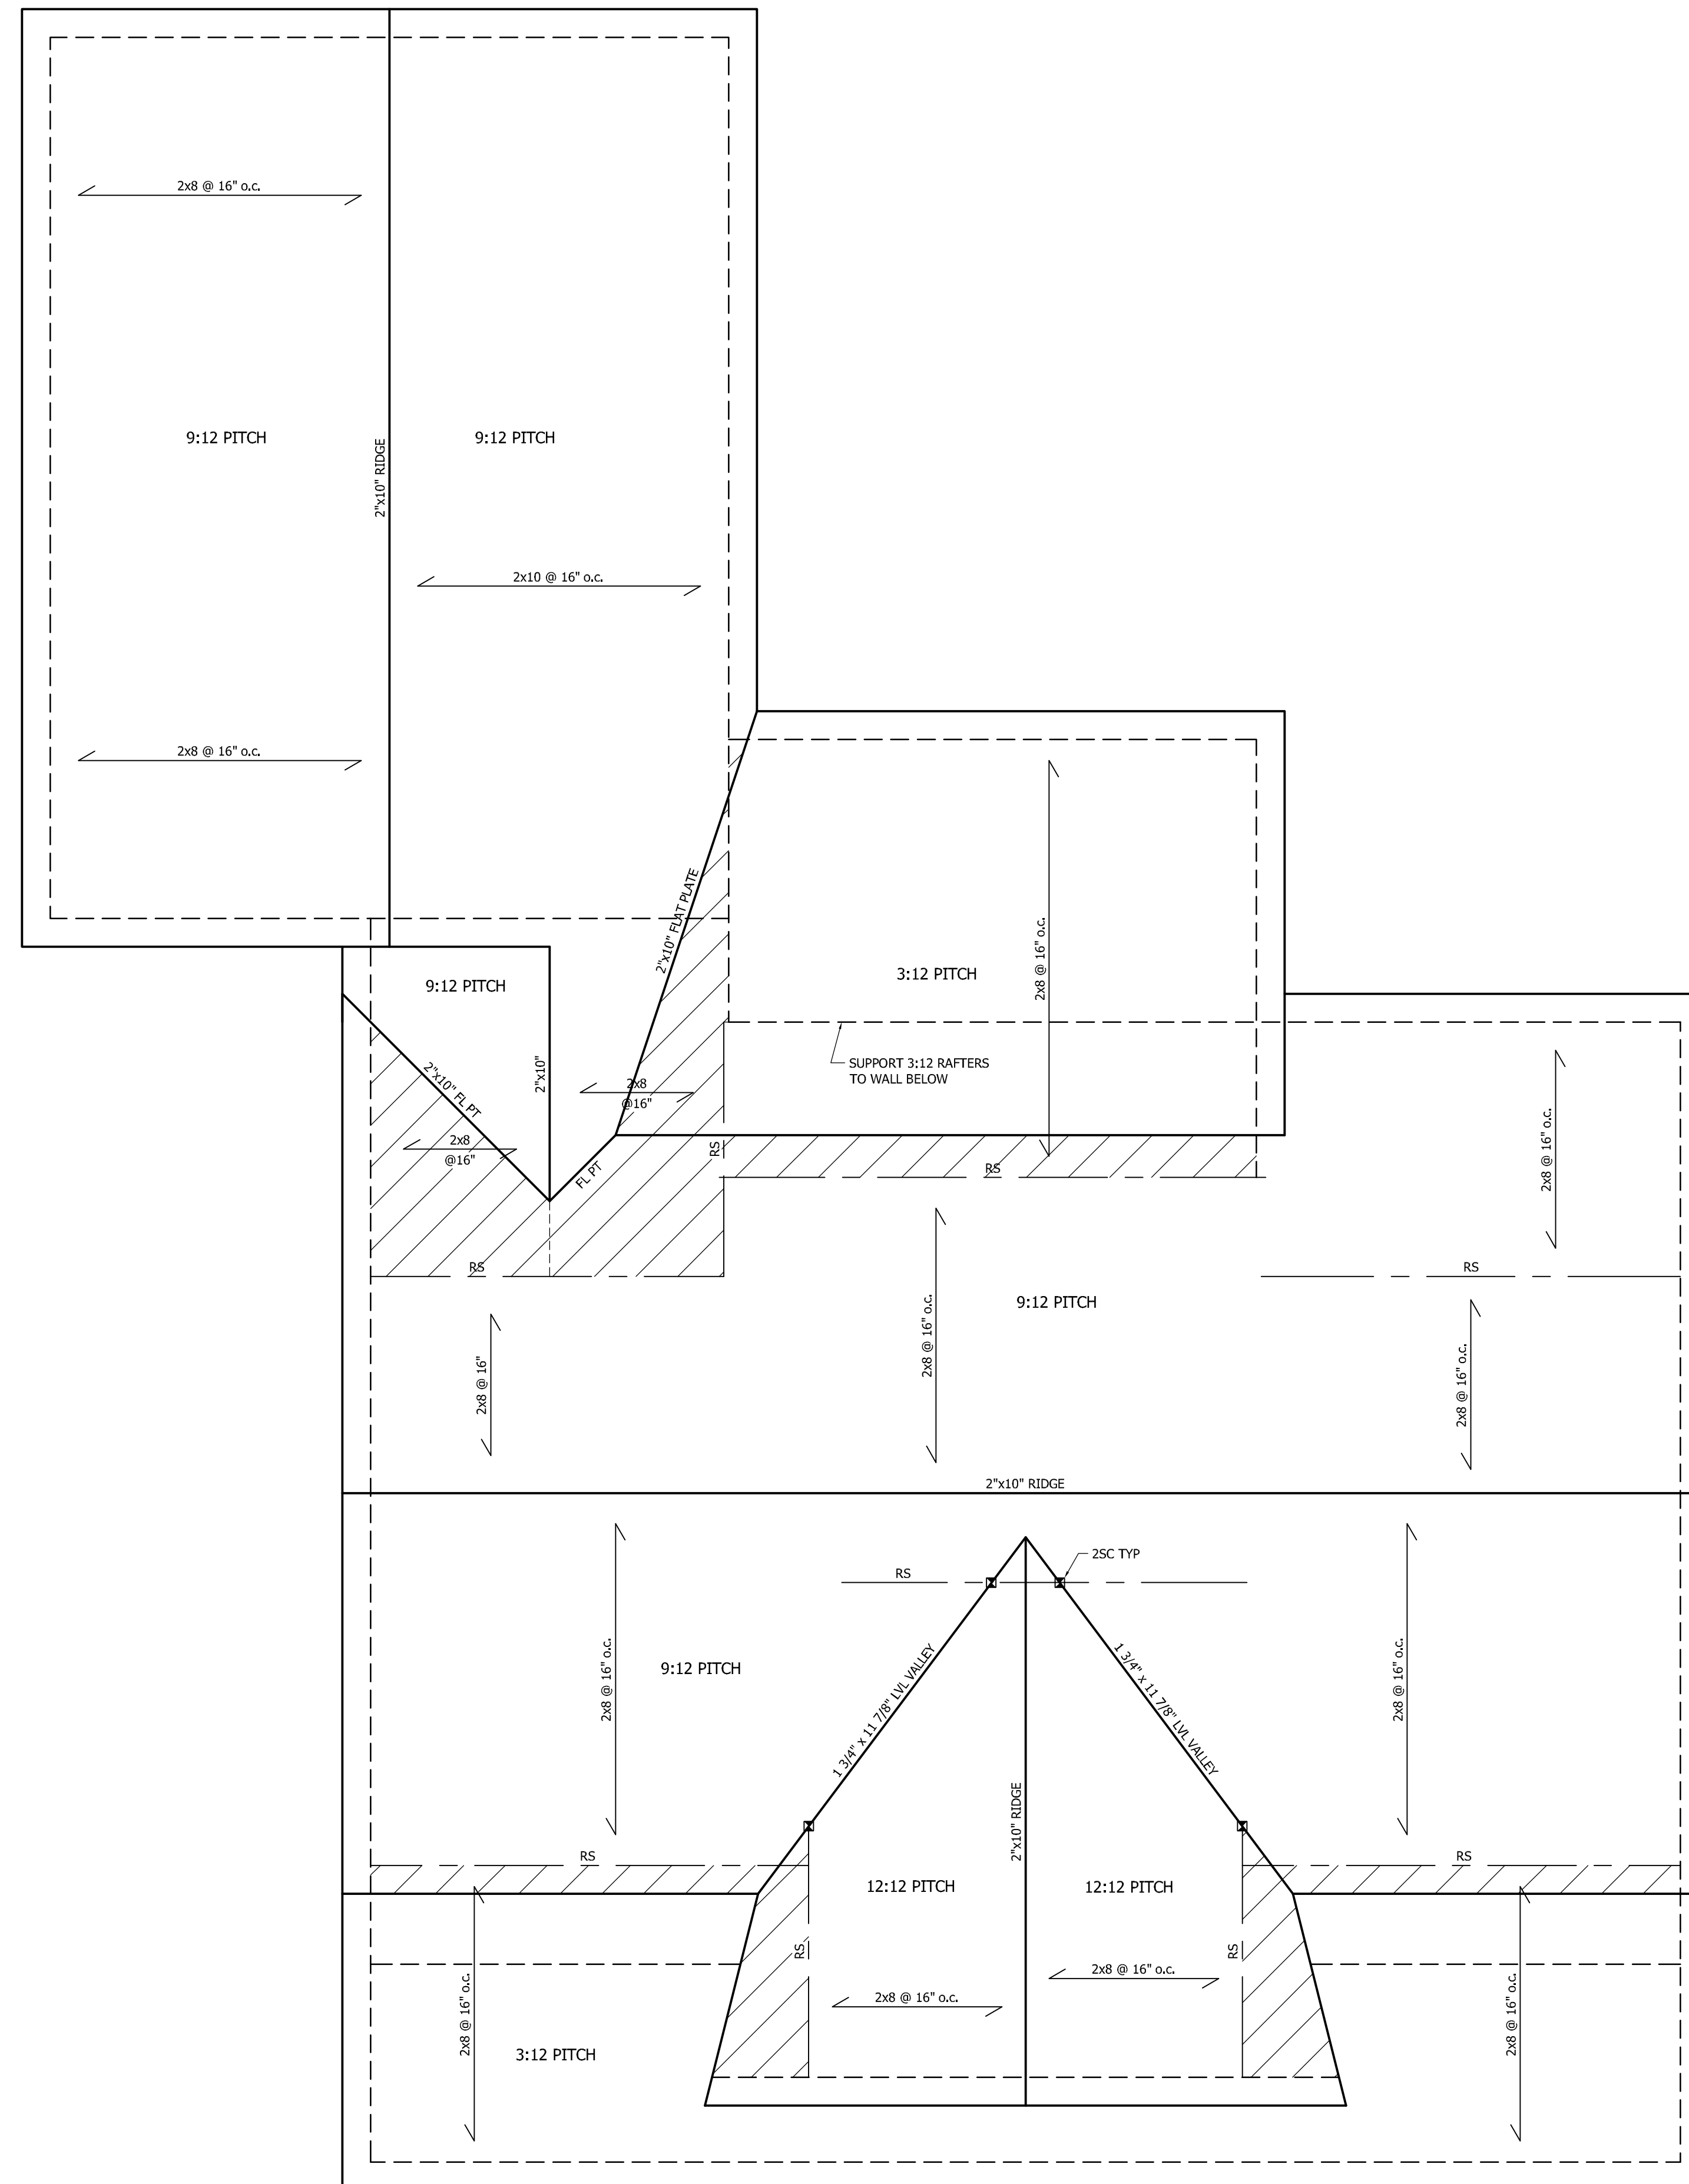 2x8 @ 16" o.c.
9:12 PITCH
9:12 PITCH
2"x10" RIDGE
2x10 @ 16" o.c.
2x8 @ 16" o.c.
2"x10" FLAT PLATE
9:12 PITCH
3:12 PITCH
2x8 @ 16" o.c.
SUPPORT 3:12 RAFTERS
TO WALL BELOW
2"x10" FL PT
2"x10"
2x8
@16"
2x8
@16"
FL PT
RS
RS
2x8 @ 16" o.c.
RS
RS
9:12 PITCH
2x8 @ 16"
2x8 @ 16" o.c.
2x8 @ 16" o.c.
2"x10" RIDGE
2SC TYP
RS
9:12 PITCH
2x8 @ 16" o.c.
1 3/4" x 11 7/8" LVL VALLEY
1 3/4" x 11 7/8" LVL VALLEY
2x8 @ 16" o.c.
2"x10" RIDGE
RS
RS
12:12 PITCH
12:12 PITCH
RS
RS
2x8 @ 16" o.c.
2x8 @ 16" o.c.
2x8 @ 16" o.c.
2x8 @ 16" o.c.
3:12 PITCH